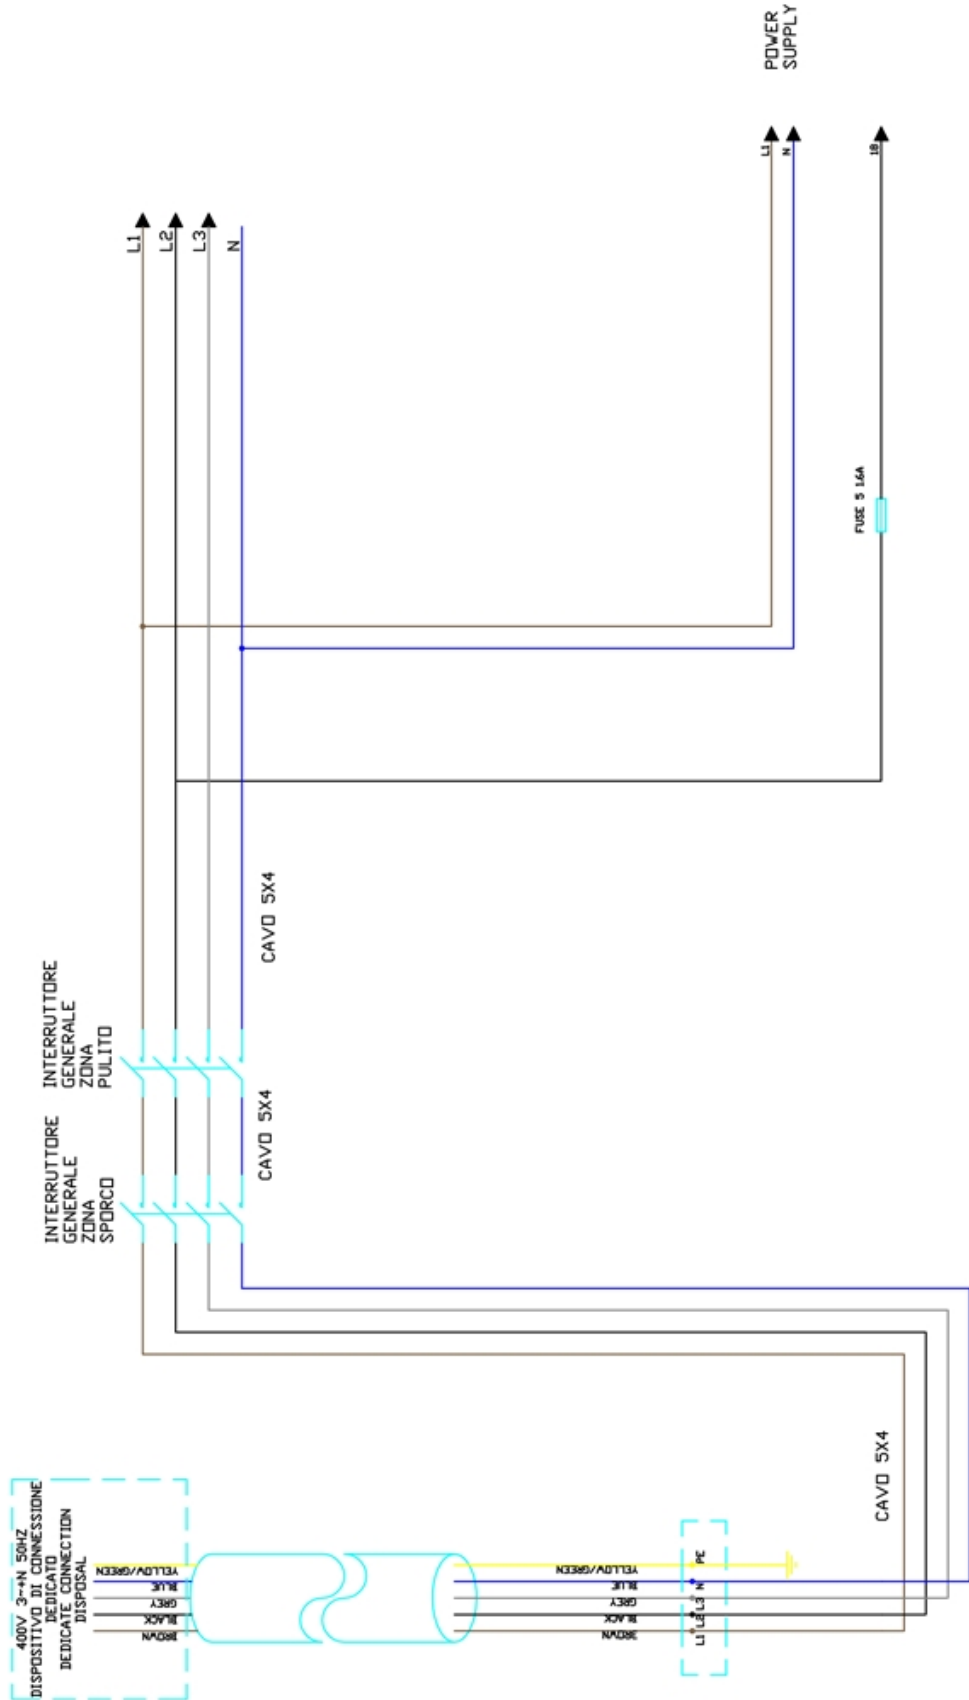 400V 3~+N 50HZ
DISPOSITIVO DI CONNESSIONE
DEDICATO
DEDICATE CONNECTION
DISPOSAL
BROWN
BLACK
GREY
BLUE
YELLOW/GREEN
BROWN
BLACK
GREY
BLUE
YELLOW/GREEN
L1 L2 L3 N PE
CAVO 5X4
INTERRUTTORE
GENERALE
ZONA
SPORCO
CAVO 5X4
INTERRUTTORE
GENERALE
ZONA
PULITO
CAVO 5X4
L1
L2
L3
N
FUSE 5 1.6A
L1
N
18
POWER
SUPPLY